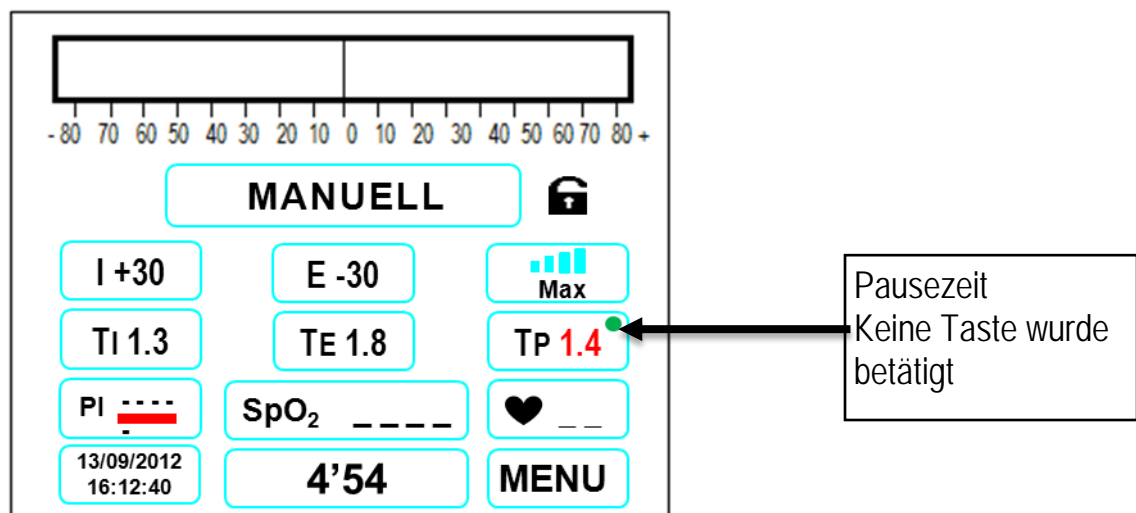 - 80 70 60 50 40 30 20 10 0 10 20 30 40 50 60 70 80 +
MANUELL
I +30 E -30 Max
TI 1.3 TE 1.8 TP 1.4
PI - - - - - SpO₂ _ _ _ _ _ _
13/09/2012
16:12:40
4’54 MENU
Pausezeit
Keine Taste wurde
betätigt